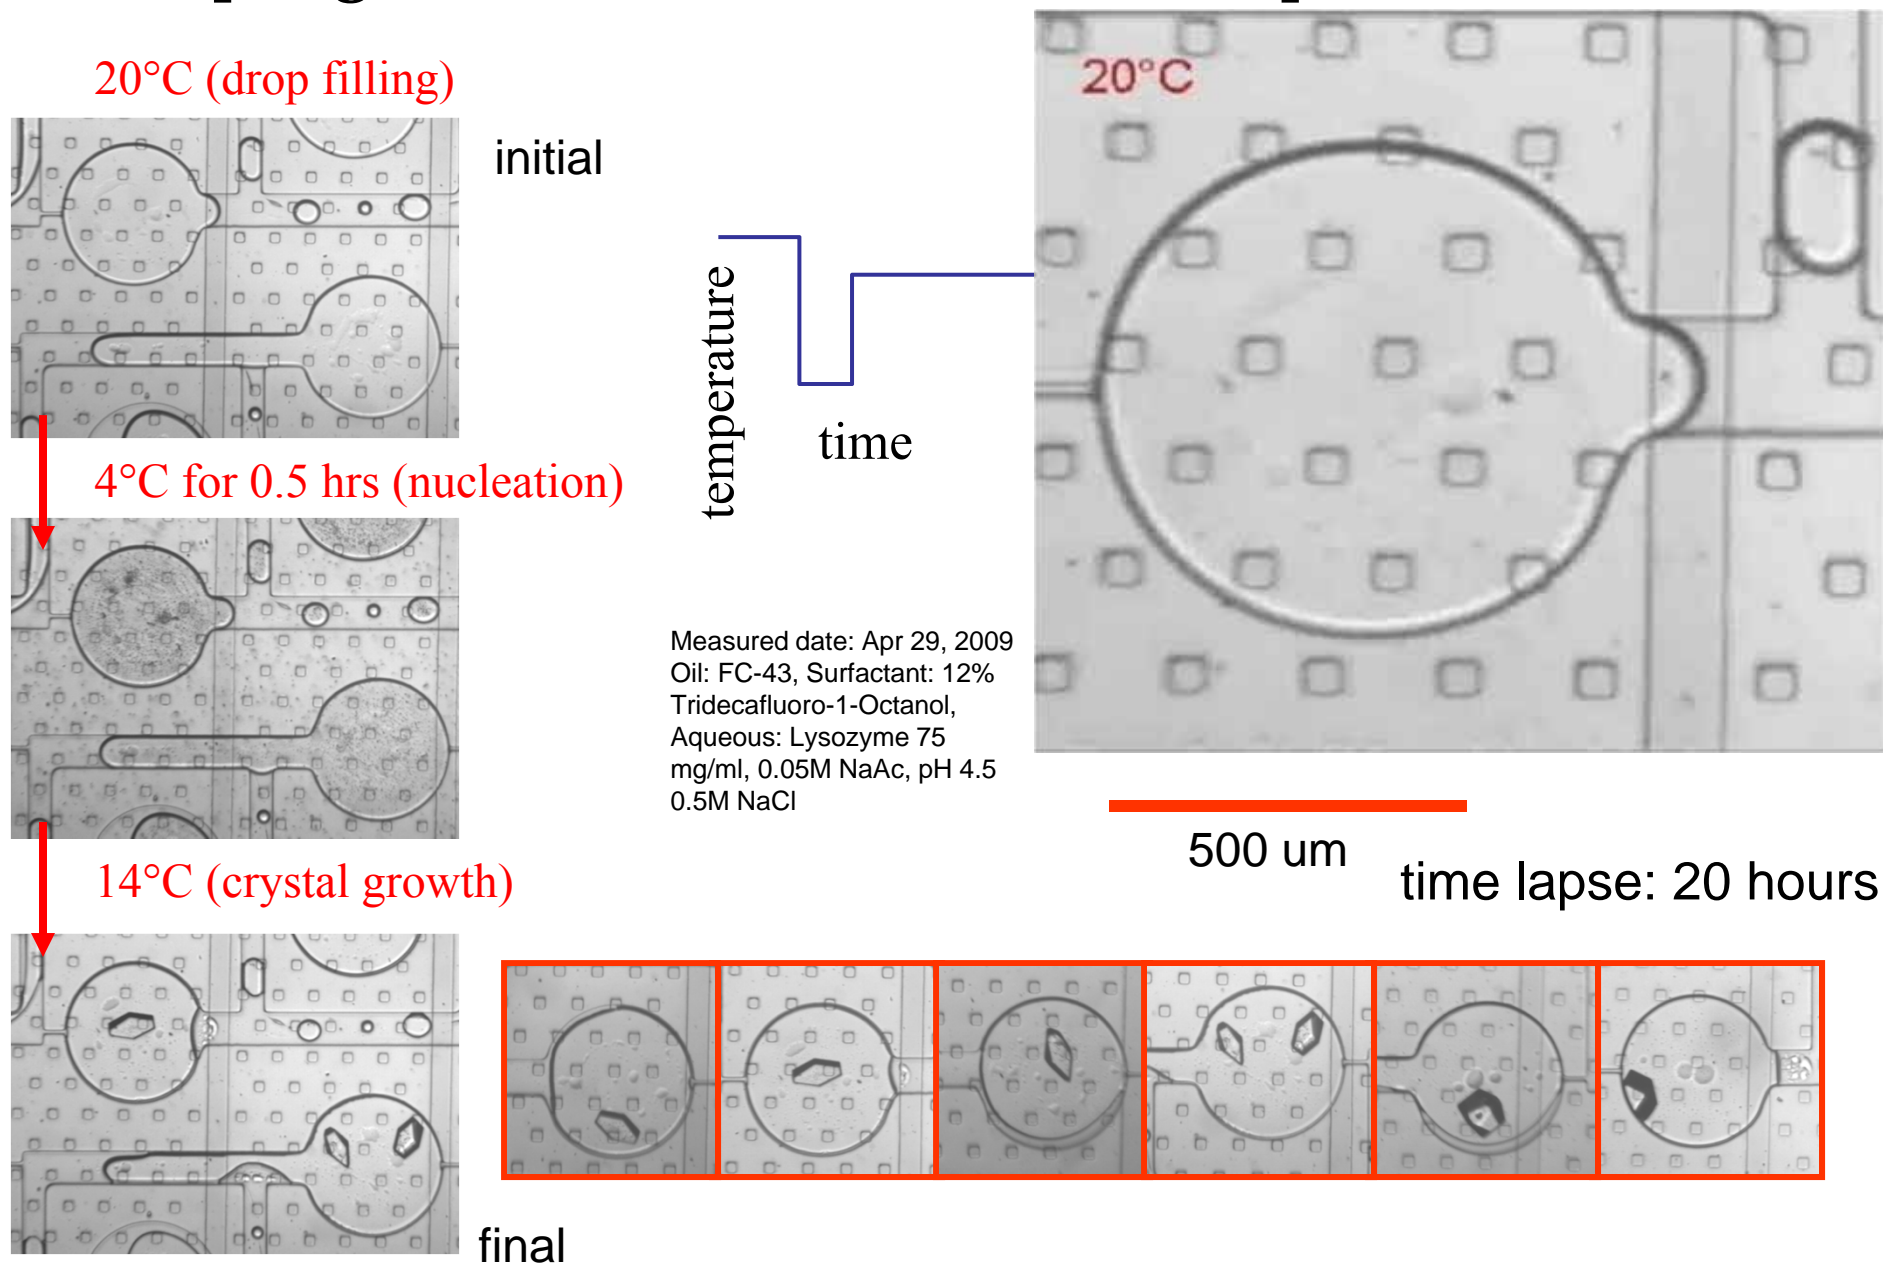 20°C (drop filling)
initial
20°C
temperature
time
4°C for 0.5 hrs (nucleation)
Measured date: Apr 29, 2009
Oil: FC-43, Surfactant: 12%
Tridecafluoro-1-Octanol,
Aqueous: Lysozyme 75
mg/ml, 0.05M NaAc, pH 4.5
0.5M NaCl
500 um
time lapse: 20 hours
14°C (crystal growth)
final